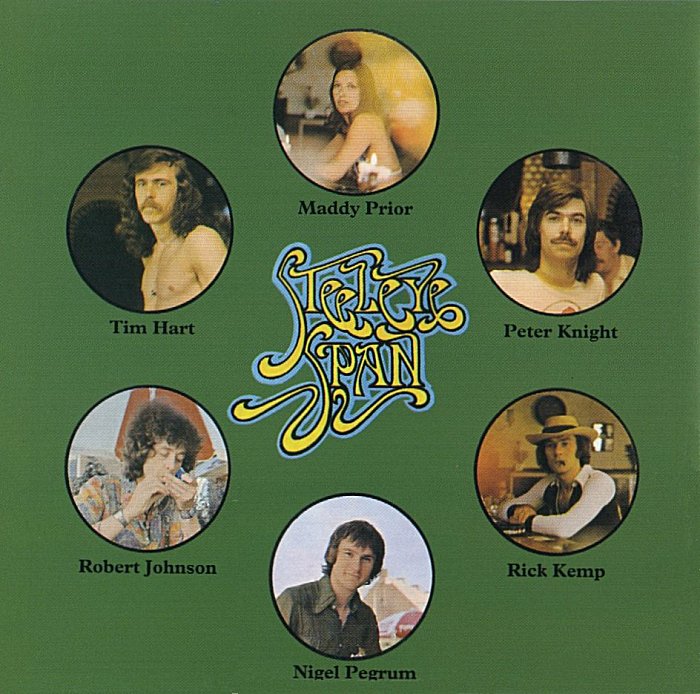 Maddy Prior
Tim Hart
Peter Knight
STEELEYE
SPAN
Robert Johnson
Rick Kemp
Nigel Pegrum